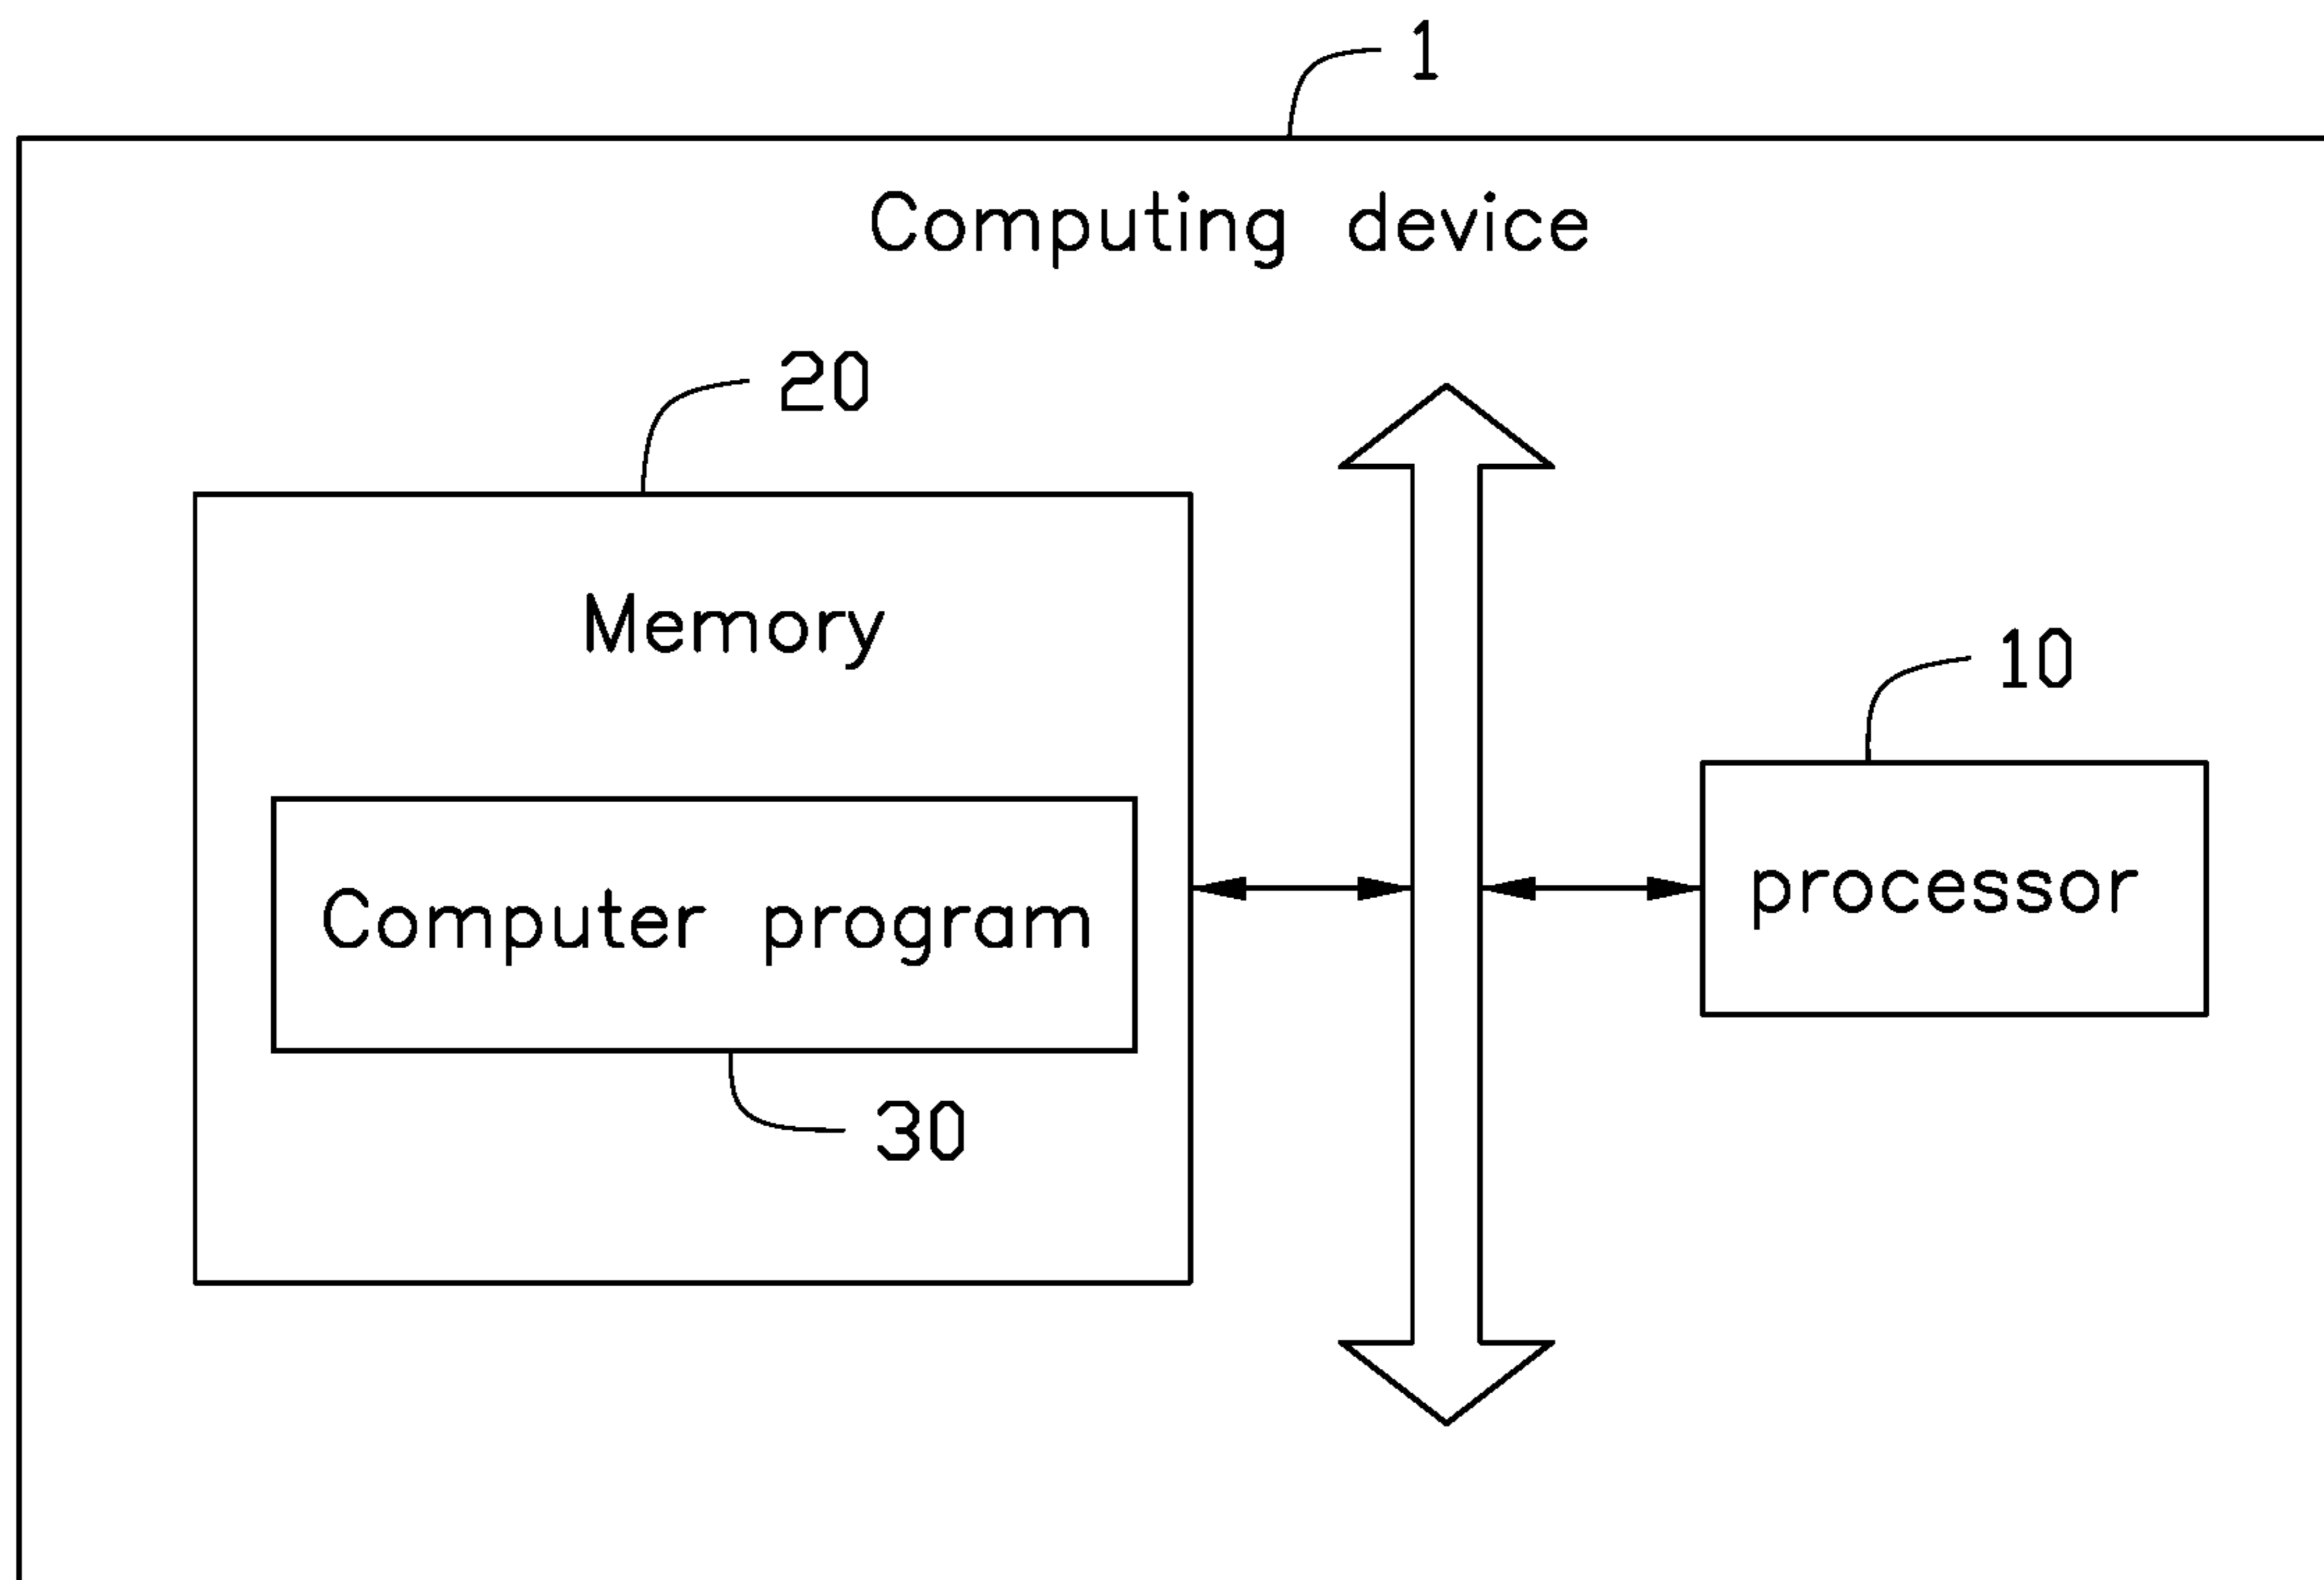 1
Computing device
20
Memory
10
processor
Computer program
30